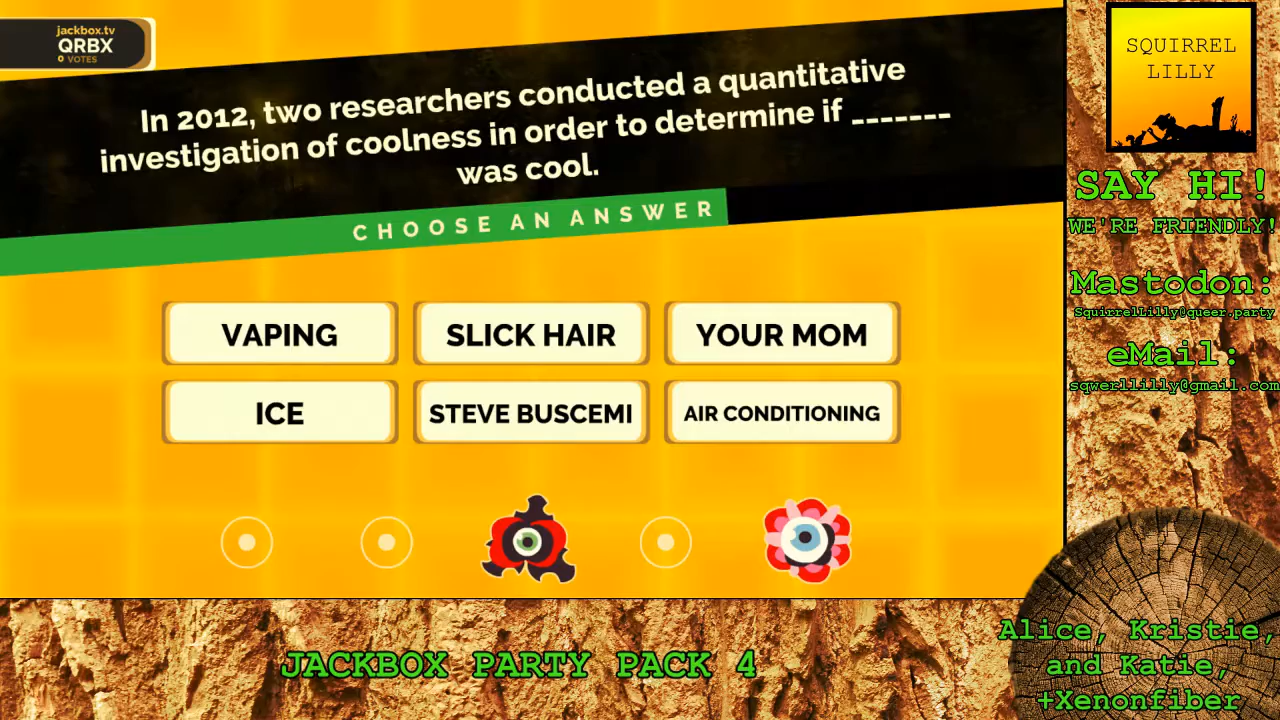 jackbox.tv
QRBX
0 VOTES
In 2012, two researchers conducted a quantitative
investigation of coolness in order to determine if _______
was cool.
CHOOSE AN ANSWER
VAPING
SLICK HAIR
YOUR MOM
ICE
STEVE BUSCEMI
AIR CONDITIONING
SQUIRREL
LILLY
SAY HI!
WE'RE FRIENDLY!
Mastodon:
SquirrelLilly@queer.party
eMail:
sqwerllilly@gmail.com
JACKBOX PARTY PACK 4
Alice, Kristie,
and Katie,
+Xenonfiber